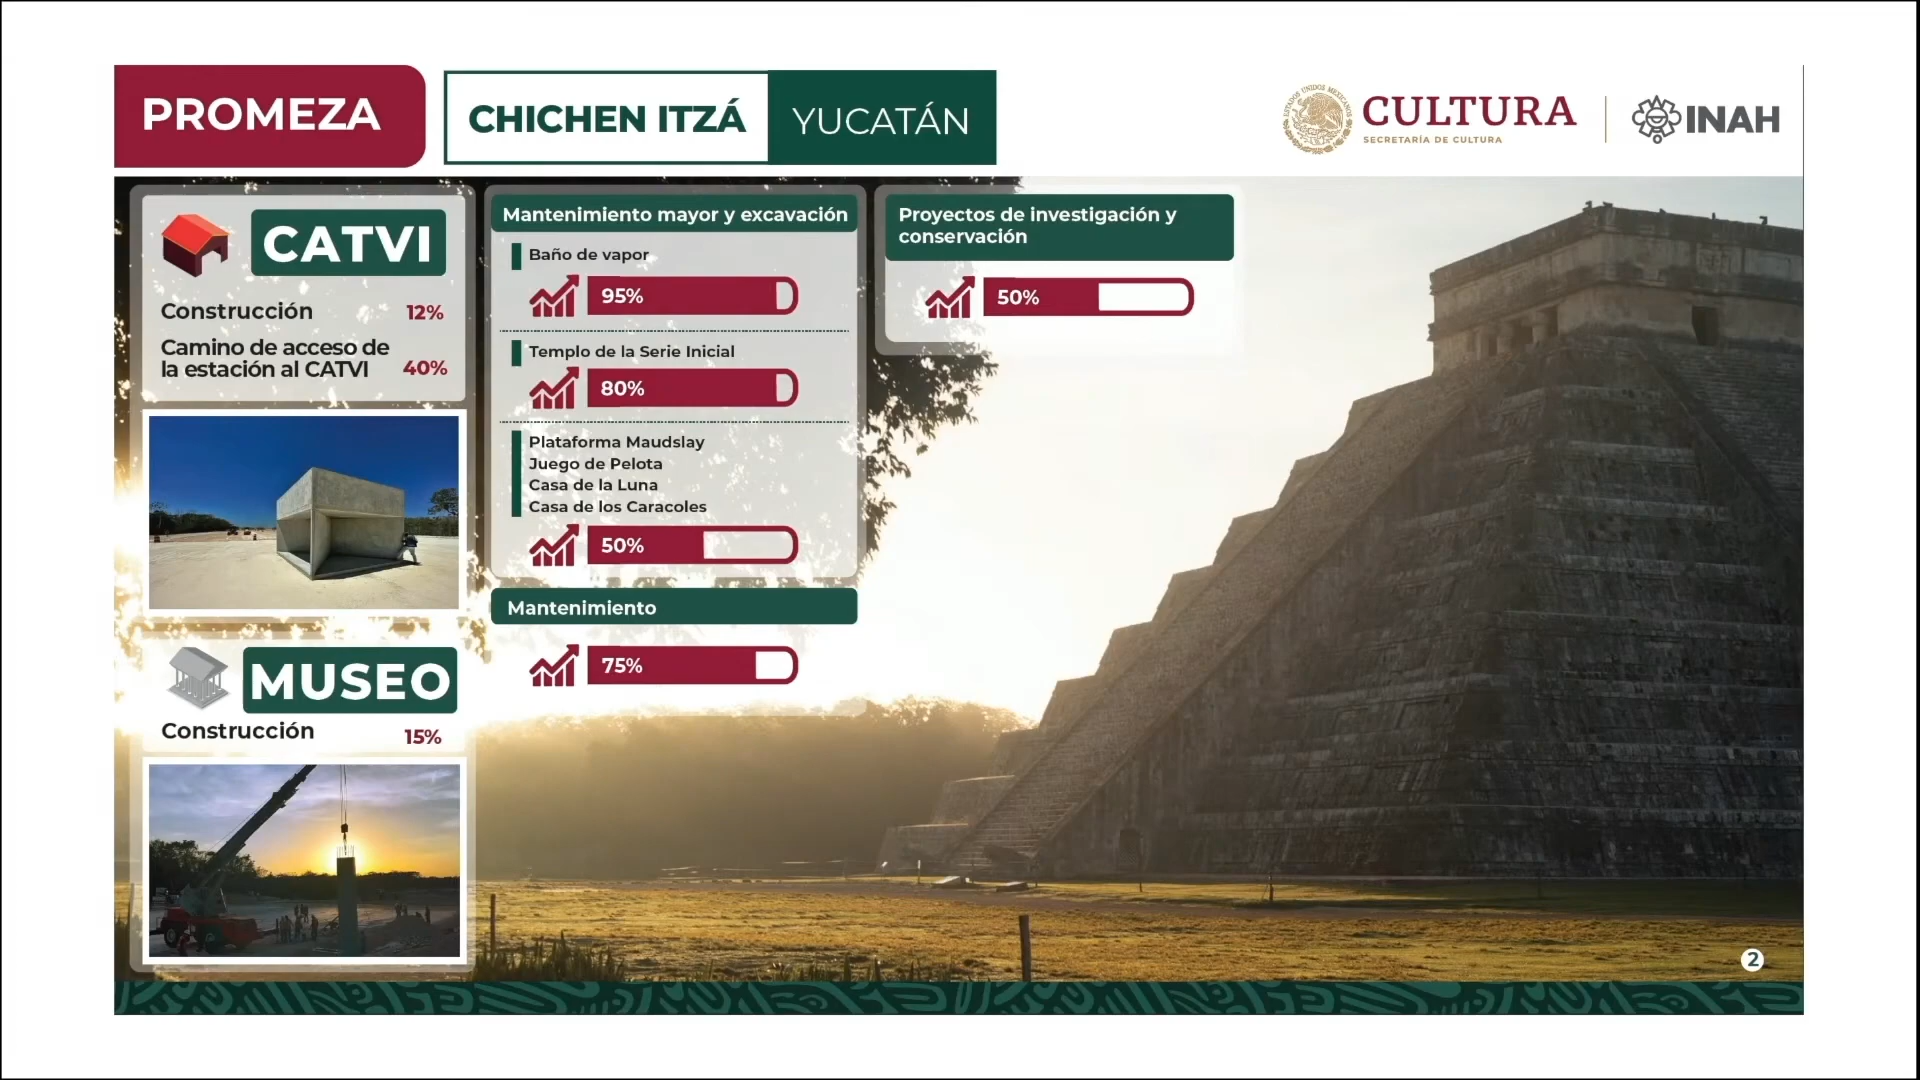 PROMEZA
CHICHEN ITZÁ
YUCATÁN
CULTURA
SECRETARÍA DE CULTURA
INAH
CATVI
Construcción 12%
Camino de acceso de
la estación al CATVI 40%
MUSEO
Construcción 15%
Mantenimiento mayor y excavación
Baño de vapor
95%
Templo de la Serie Inicial
80%
Plataforma Maudslay
Juego de Pelota
Casa de la Luna
Casa de los Caracoles
50%
Mantenimiento
75%
Proyectos de investigación y
conservación
50%
2